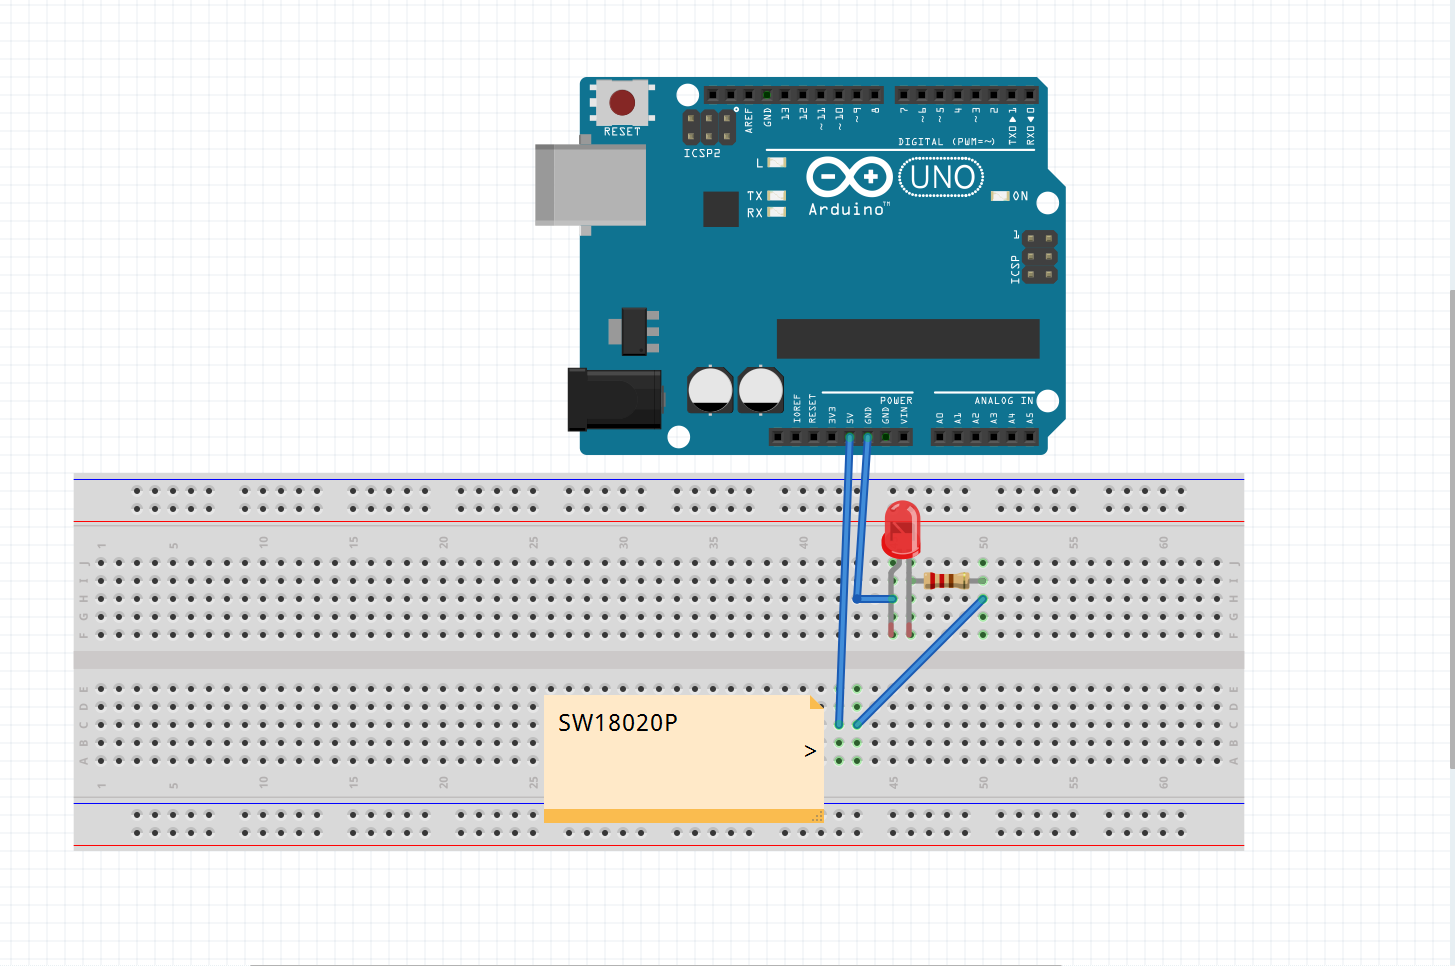 RESET
ICSP2
AREF
GND
13
12
~11
~10
~9
8
7
~6
~5
4
~3
2
TX0▶1
RX0◀0
DIGITAL (PWM=~)
L
TX
RX
Arduino™
UNO
ON
1
ICSP
IOREF
RESET
3V3
5V
GND
GND
VIN
POWER
A0
A1
A2
A3
A4
A5
ANALOG IN
1 5 10 15 20 25 30 35 40 50 55 60
J J
I I
H H
G G
F F
E E
D D
C C
B B
A A
SW18020P
>
1 5 10 15 20 25 45 50 55 60